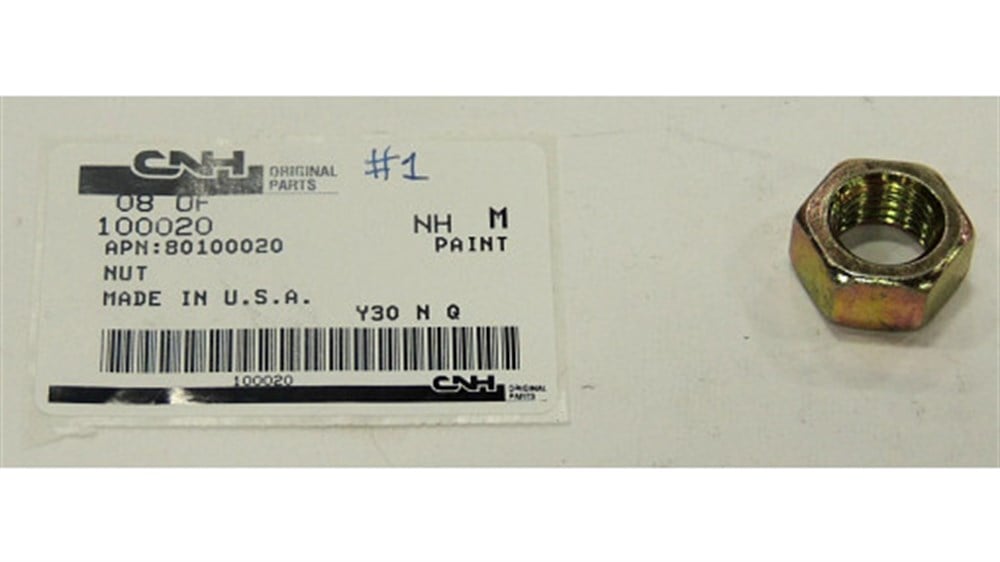 CNH ORIGINAL PARTS #1
08 OF
100020 NH M
APN:80100020 PAINT
NUT
MADE IN U.S.A.
Y30 N Q
100020 CNH ORIGINAL PARTS